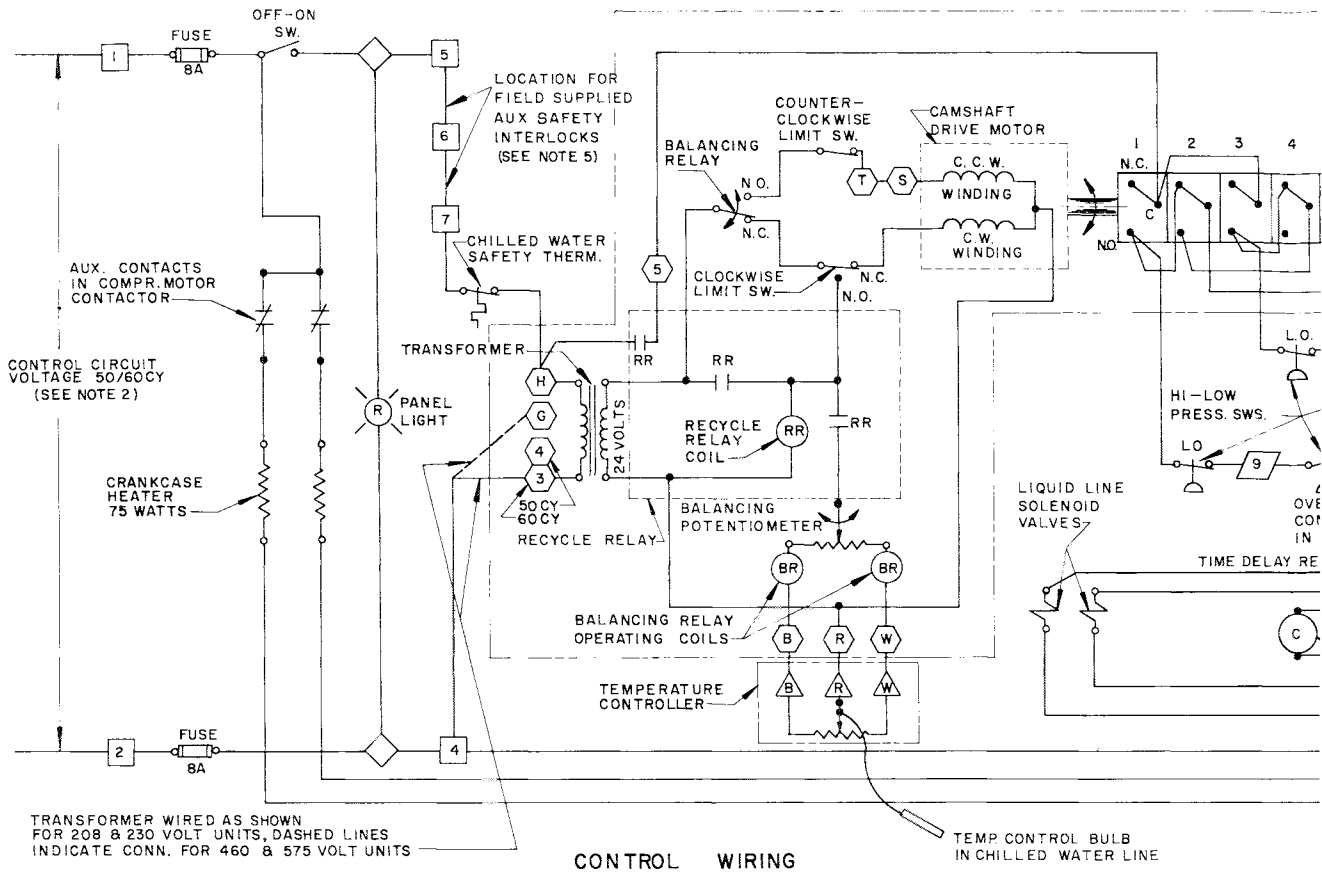 OFF-ON
SW.
FUSE
8A
1
5
LOCATION FOR
FIELD SUPPLIED
AUX SAFETY
INTERLOCKS
(SEE NOTE 5)
6
7
CHILLED WATER
SAFETY THERM.
COUNTER-
CLOCKWISE
LIMIT SW.
CAMSHAFT
DRIVE MOTOR
BALANCING
RELAY
N.O.
N.C.
T
S
C. C. W.
WINDING
C.W.
WINDING
1
2
3
4
N.C.
C
N.O.
5
CLOCKWISE
LIMIT SW.
N.C.
N.O.
AUX. CONTACTS
IN COMPR. MOTOR
CONTACTOR
CONTROL CIRCUIT
VOLTAGE 50/60CY
(SEE NOTE 2)
TRANSFORMER
RR
RR
H
G
4
3
24 VOLTS
R
PANEL
LIGHT
RECYCLE
RELAY
COIL
RR
RR
L.O.
HI-LOW
PRESS. SWS.
LO
9
CRANKCASE
HEATER
75 WATTS
50CY
60CY
RECYCLE RELAY
BALANCING
POTENTIOMETER
LIQUID LINE
SOLENOID
VALVES
OVE
CON
IN
TIME DELAY RE
BR
BR
BALANCING RELAY
OPERATING COILS
B
R
W
C
TEMPERATURE
CONTROLLER
B
R
W
FUSE
8A
2
4
TRANSFORMER WIRED AS SHOWN
FOR 208 & 230 VOLT UNITS, DASHED LINES
INDICATE CONN. FOR 460 & 575 VOLT UNITS
TEMP. CONTROL BULB
IN CHILLED WATER LINE
CONTROL WIRING